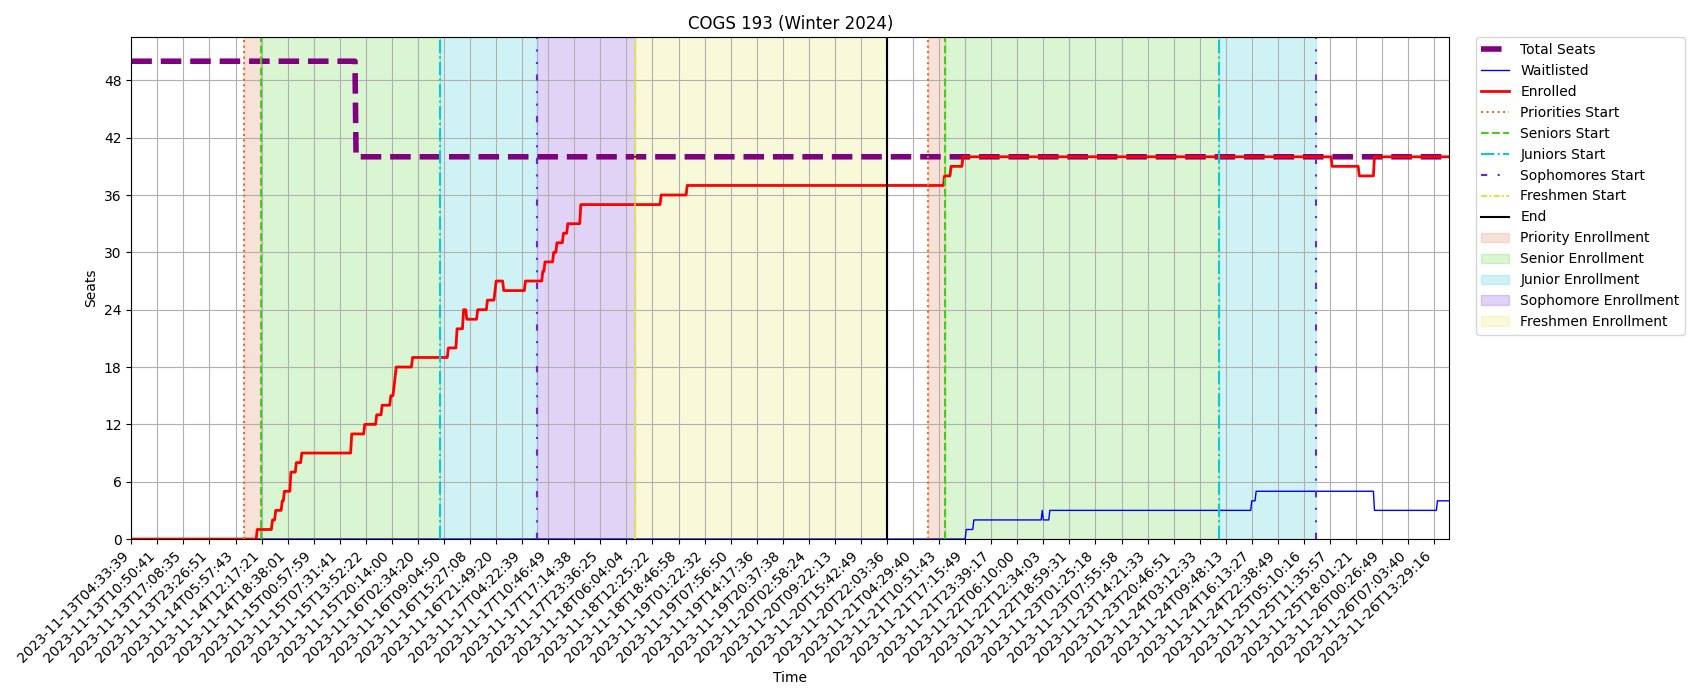 COGS 193 (Winter 2024)
Seats
48
42
36
30
24
18
12
6
0
2023-11-13T04:33:39
2023-11-13T10:50:41
2023-11-13T17:08:35
2023-11-13T23:26:51
2023-11-14T05:57:43
2023-11-14T12:17:21
2023-11-14T18:38:01
2023-11-15T00:57:59
2023-11-15T07:31:41
2023-11-15T13:52:22
2023-11-15T20:14:00
2023-11-16T02:34:20
2023-11-16T09:04:50
2023-11-16T15:27:08
2023-11-16T21:49:20
2023-11-17T04:22:39
2023-11-17T10:46:49
2023-11-17T17:14:38
2023-11-17T23:36:25
2023-11-18T06:04:04
2023-11-18T12:25:22
2023-11-18T18:46:58
2023-11-19T01:22:32
2023-11-19T07:56:50
2023-11-19T14:17:36
2023-11-19T20:37:38
2023-11-20T02:58:24
2023-11-20T09:22:13
2023-11-20T15:42:49
2023-11-20T22:03:36
2023-11-21T04:29:40
2023-11-21T10:51:43
2023-11-21T17:15:49
2023-11-21T23:39:17
2023-11-22T06:10:00
2023-11-22T12:34:03
2023-11-22T18:59:31
2023-11-23T01:25:18
2023-11-23T07:55:58
2023-11-23T14:21:33
2023-11-23T20:46:51
2023-11-24T03:12:33
2023-11-24T09:48:13
2023-11-24T16:13:27
2023-11-24T22:38:49
2023-11-25T05:10:16
2023-11-25T11:35:57
2023-11-25T18:01:22
2023-11-26T00:26:49
2023-11-26T07:03:40
2023-11-26T13:29:16
Time
Total Seats
Waitlisted
Enrolled
Priorities Start
Seniors Start
Juniors Start
Sophomores Start
Freshmen Start
End
Priority Enrollment
Senior Enrollment
Junior Enrollment
Sophomore Enrollment
Freshmen Enrollment